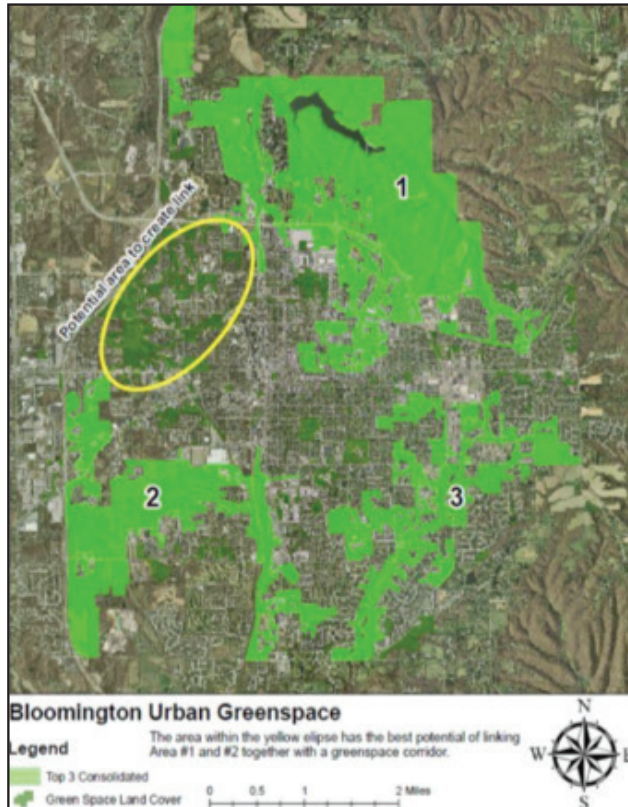 1
Potential area to create link
2
3
Bloomington Urban Greenspace
The area within the yellow elipse has the best potential of linking
Area #1 and #2 together with a greenspace corridor.
Legend
Top 3 Consolidated
Green Space Land Cover
0 0.5 1 2 Miles
N
W E
S